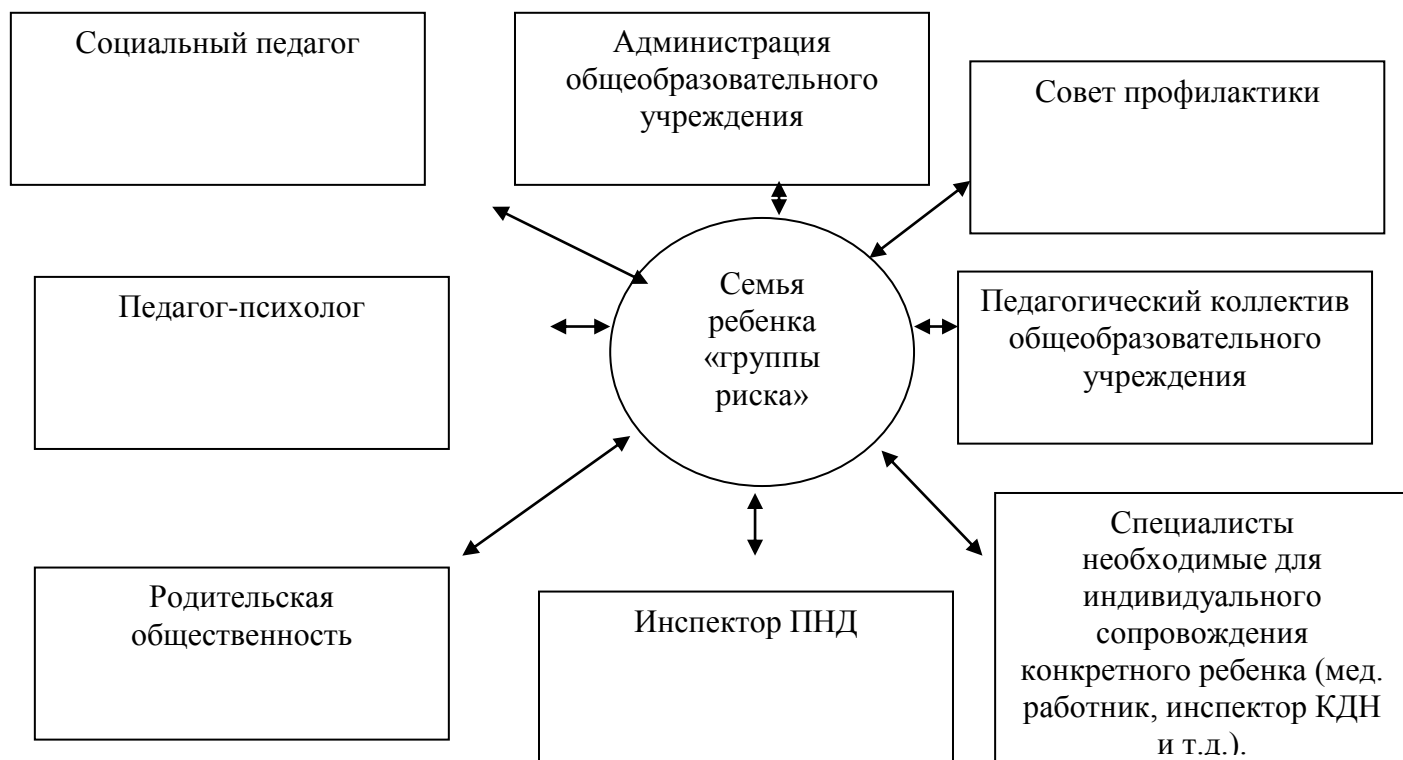 Социальный педагог
Администрация
общеобразовательного
учреждения
Совет профилактики
Педагог-психолог
Семья
ребенка
«группы
риска»
Педагогический коллектив
общеобразовательного
учреждения
Родительская
общественность
Инспектор ПНД
Специалисты
необходимые для
индивидуального
сопровождения
конкретного ребенка (мед.
работник, инспектор КДН
и т.д.).